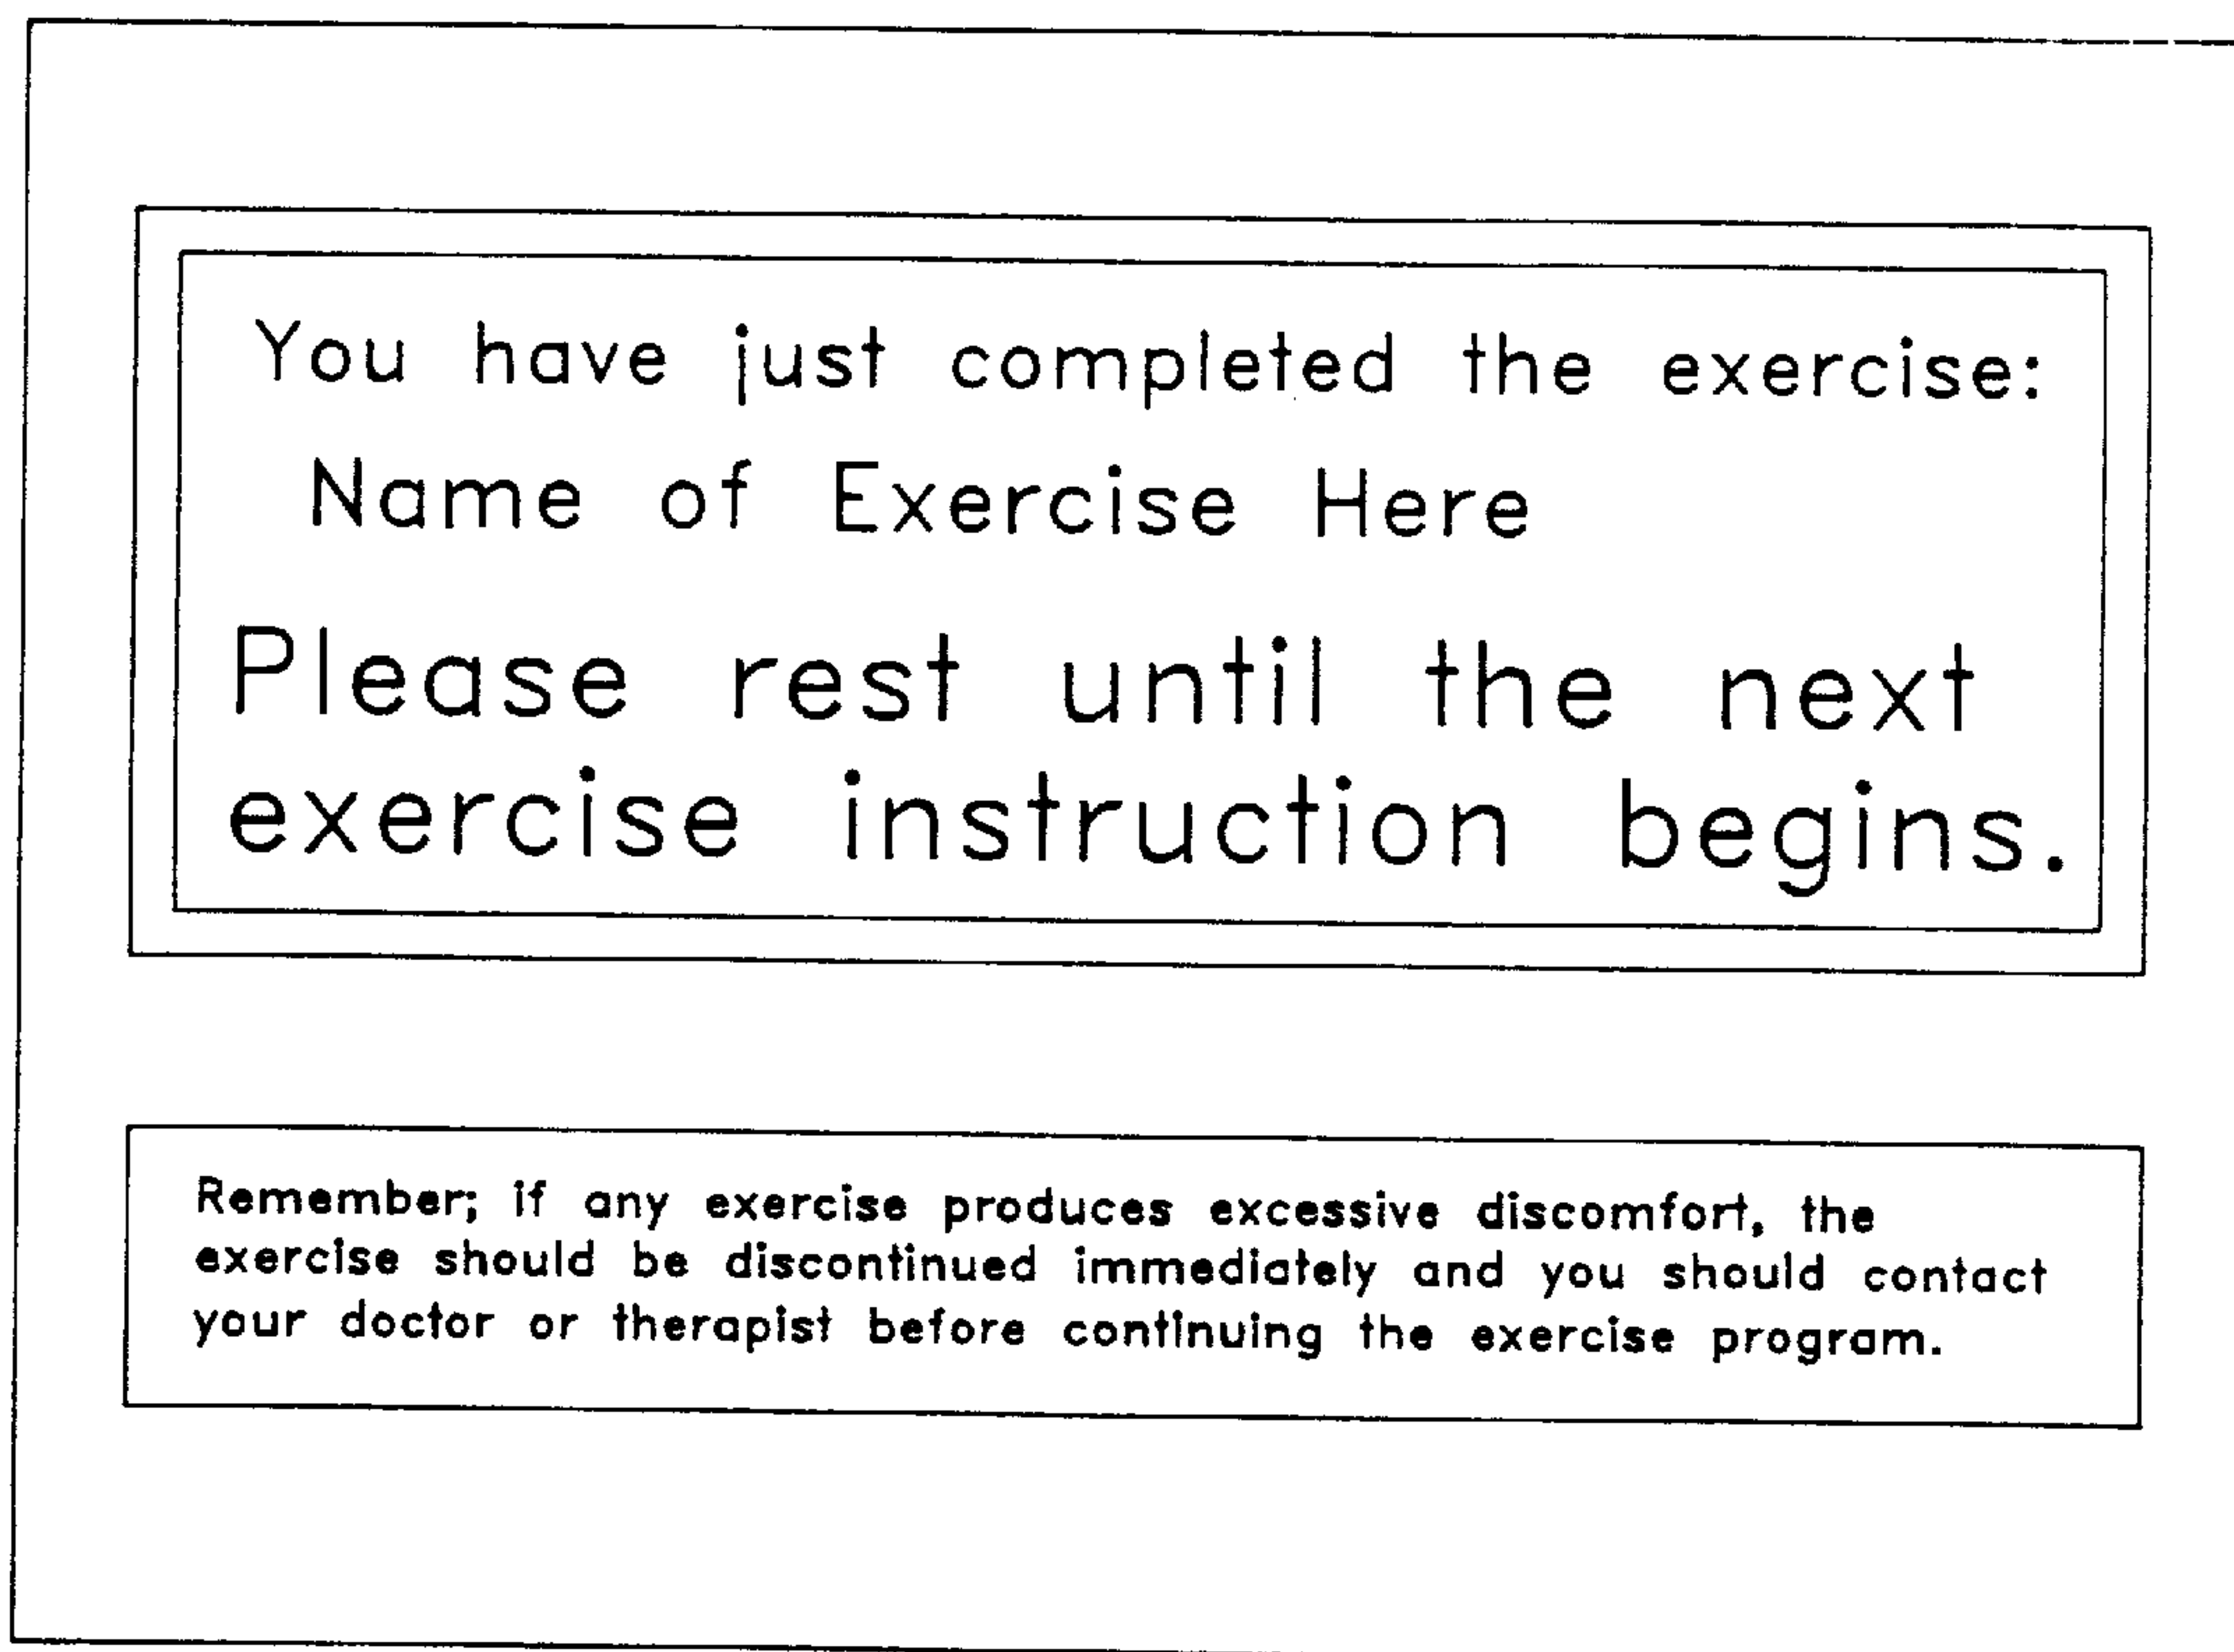 You have just completed the exercise:
Name of Exercise Here
Please rest until the next
exercise instruction begins.
Remember; if any exercise produces excessive discomfort, the
exercise should be discontinued immediately and you should contact
your doctor or therapist before continuing the exercise program.